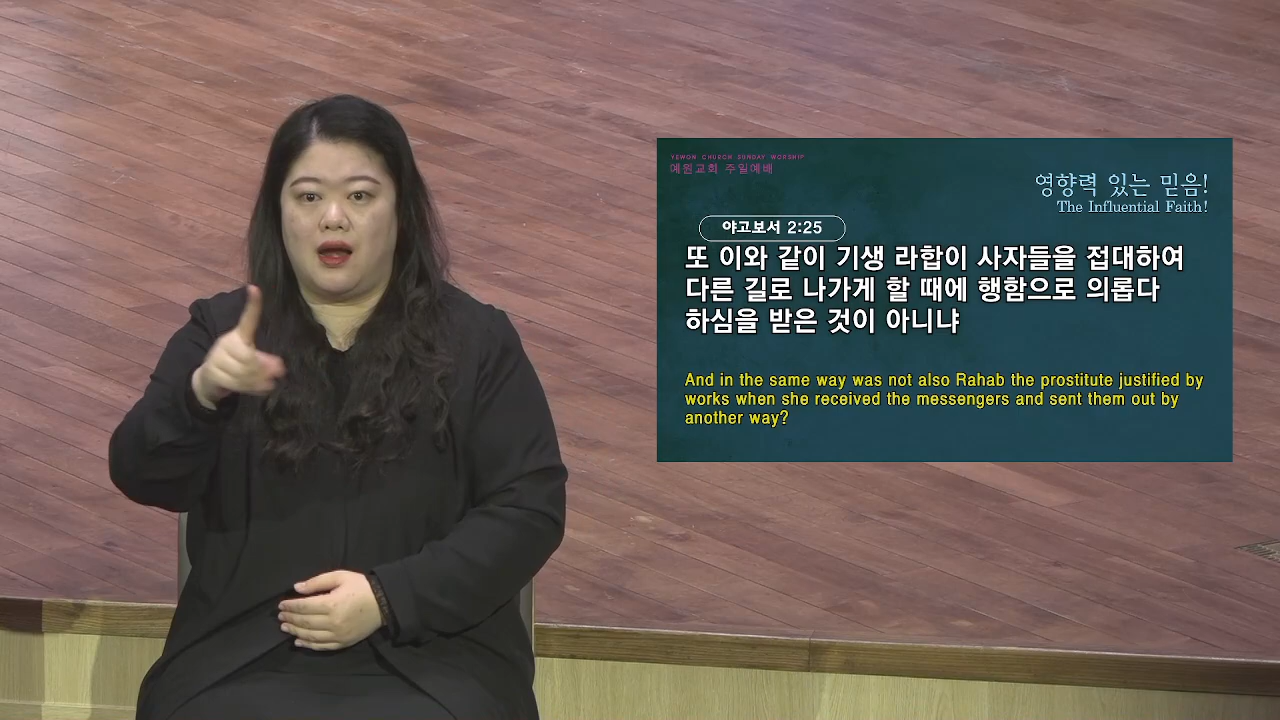 YEWON CHURCH SUNDAY WORSHIP
예원교회 주일예배
영향력 있는 믿음!
The Influential Faith!
야고보서 2:25
또 이와 같이 기생 라합이 사자들을 접대하여
다른 길로 나가게 할 때에 행함으로 의롭다
하심을 받은 것이 아니냐
And in the same way was not also Rahab the prostitute justified by
works when she received the messengers and sent them out by
another way?